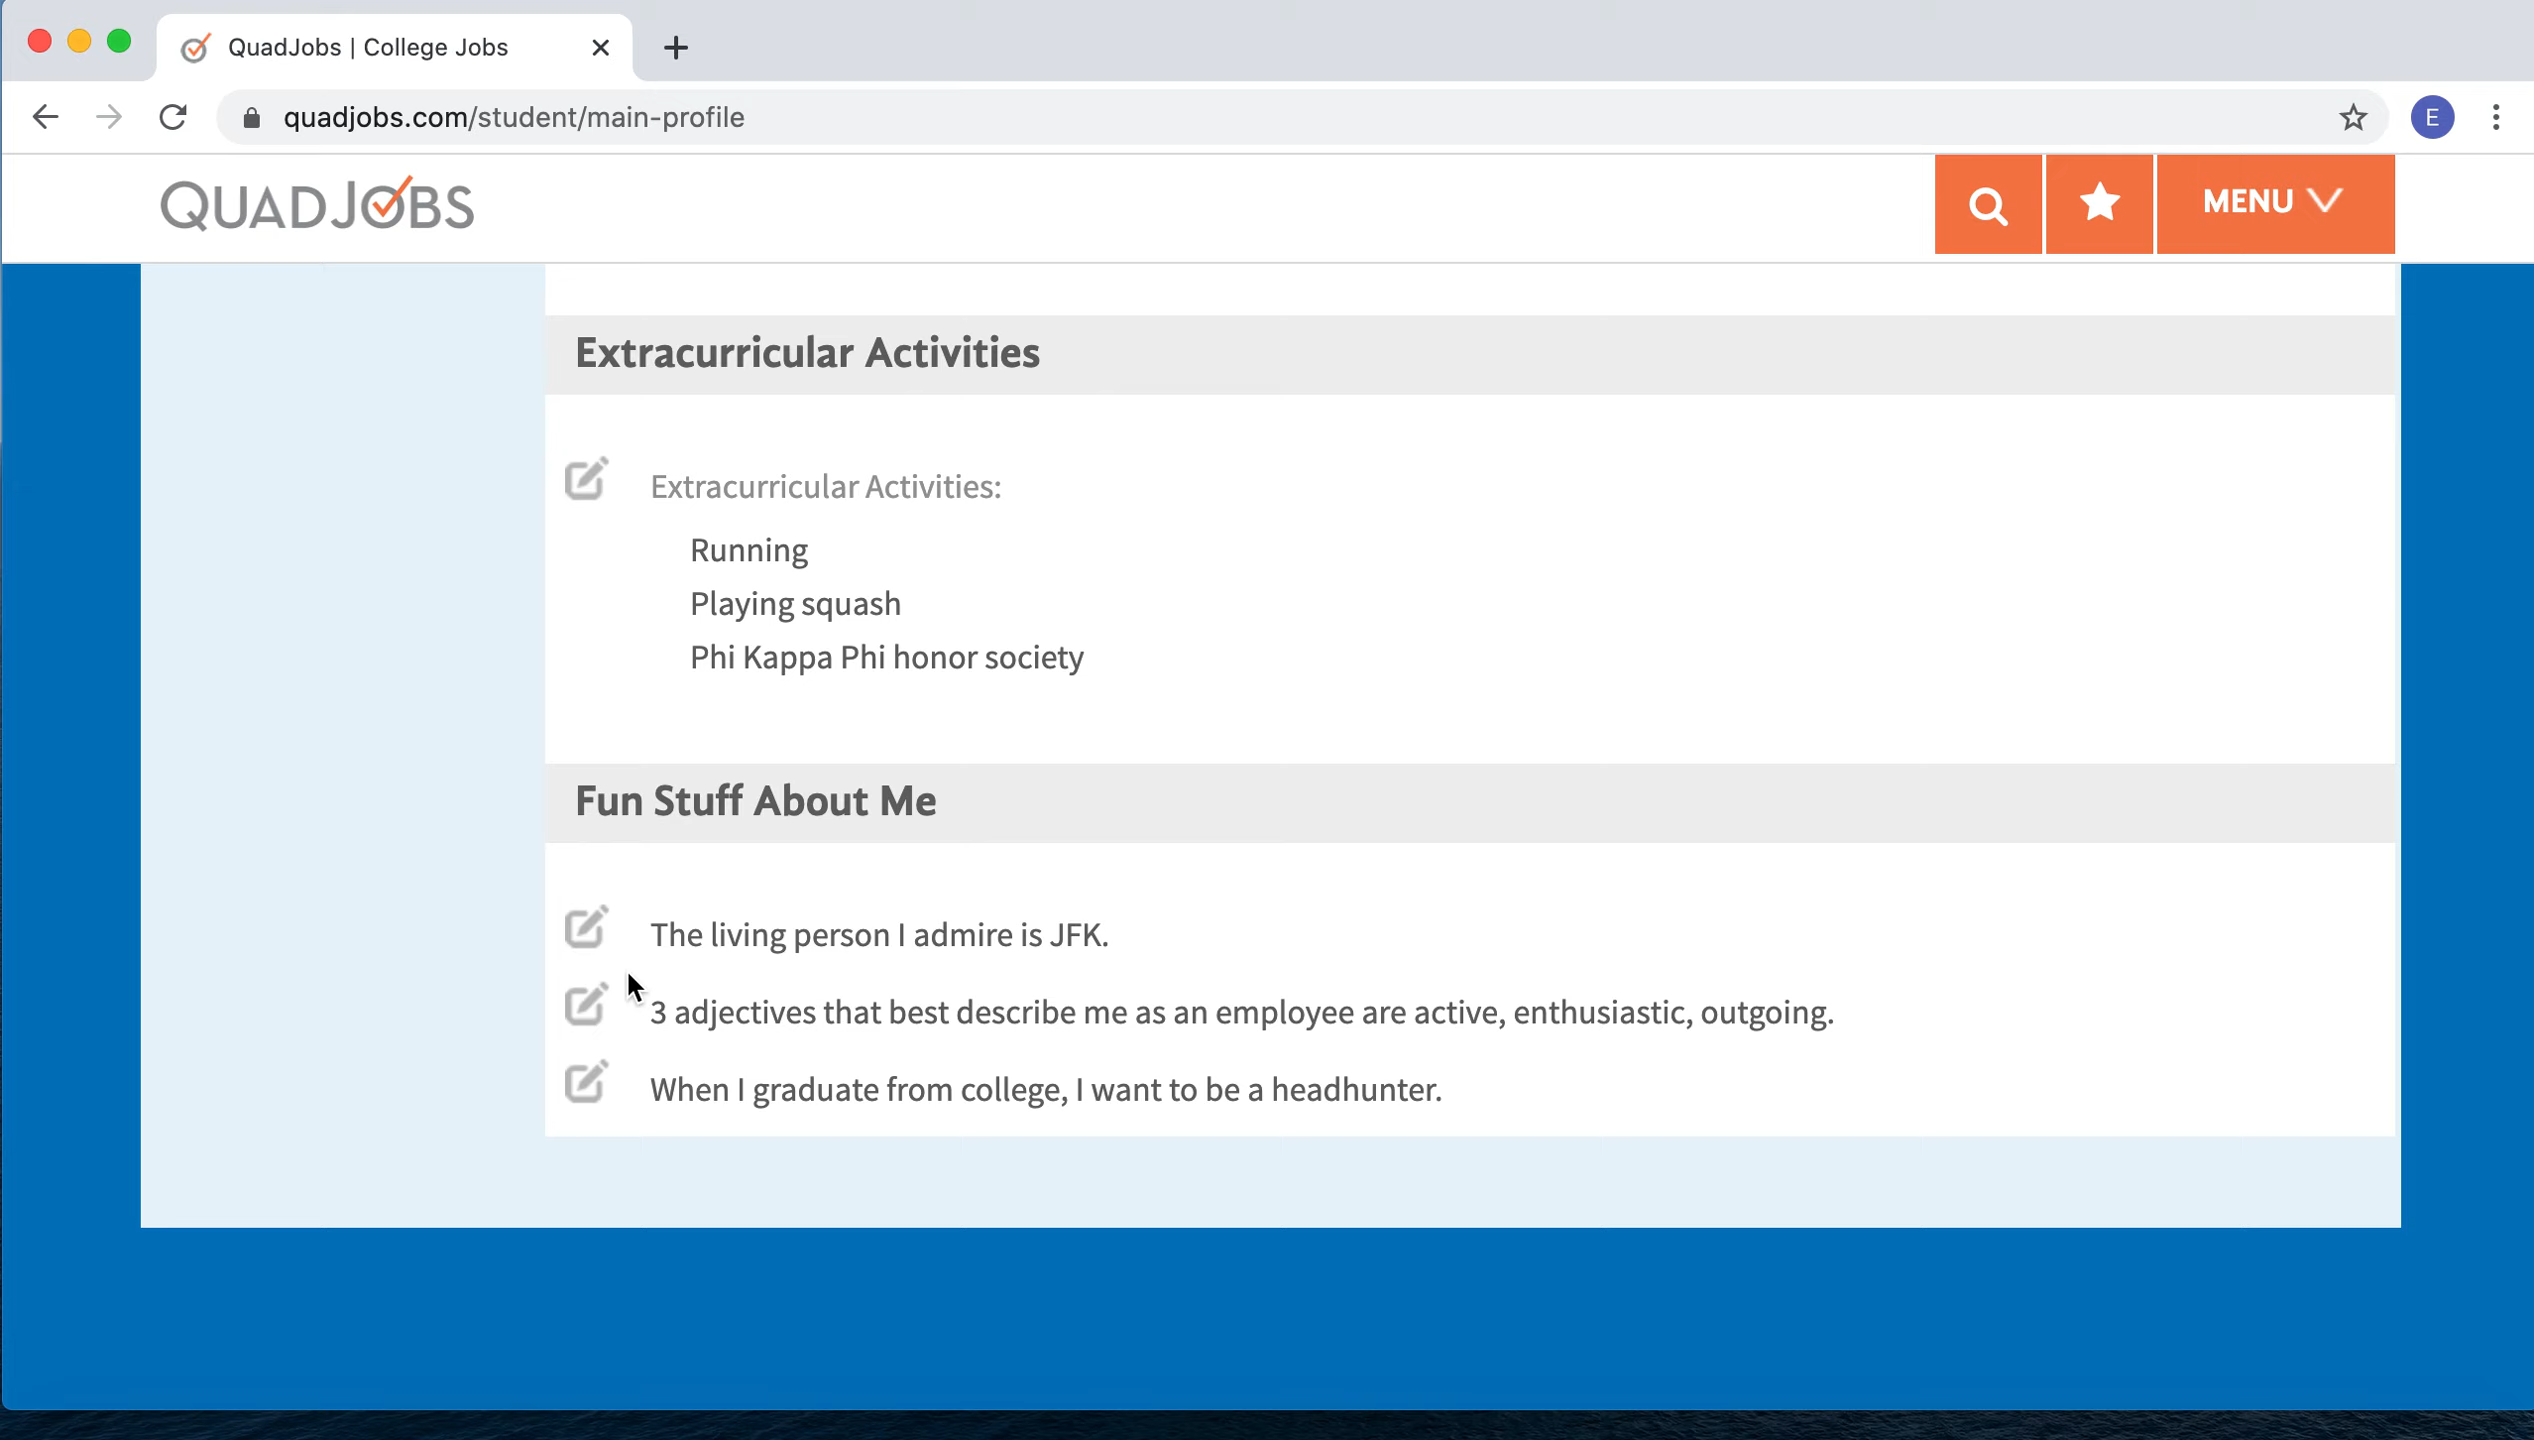 QuadJobs | College Jobs
quadjobs.com/student/main-profile
E
QUADJOBS
MENU
Extracurricular Activities
Extracurricular Activities:
Running
Playing squash
Phi Kappa Phi honor society
Fun Stuff About Me
The living person I admire is JFK.
3 adjectives that best describe me as an employee are active, enthusiastic, outgoing.
When I graduate from college, I want to be a headhunter.